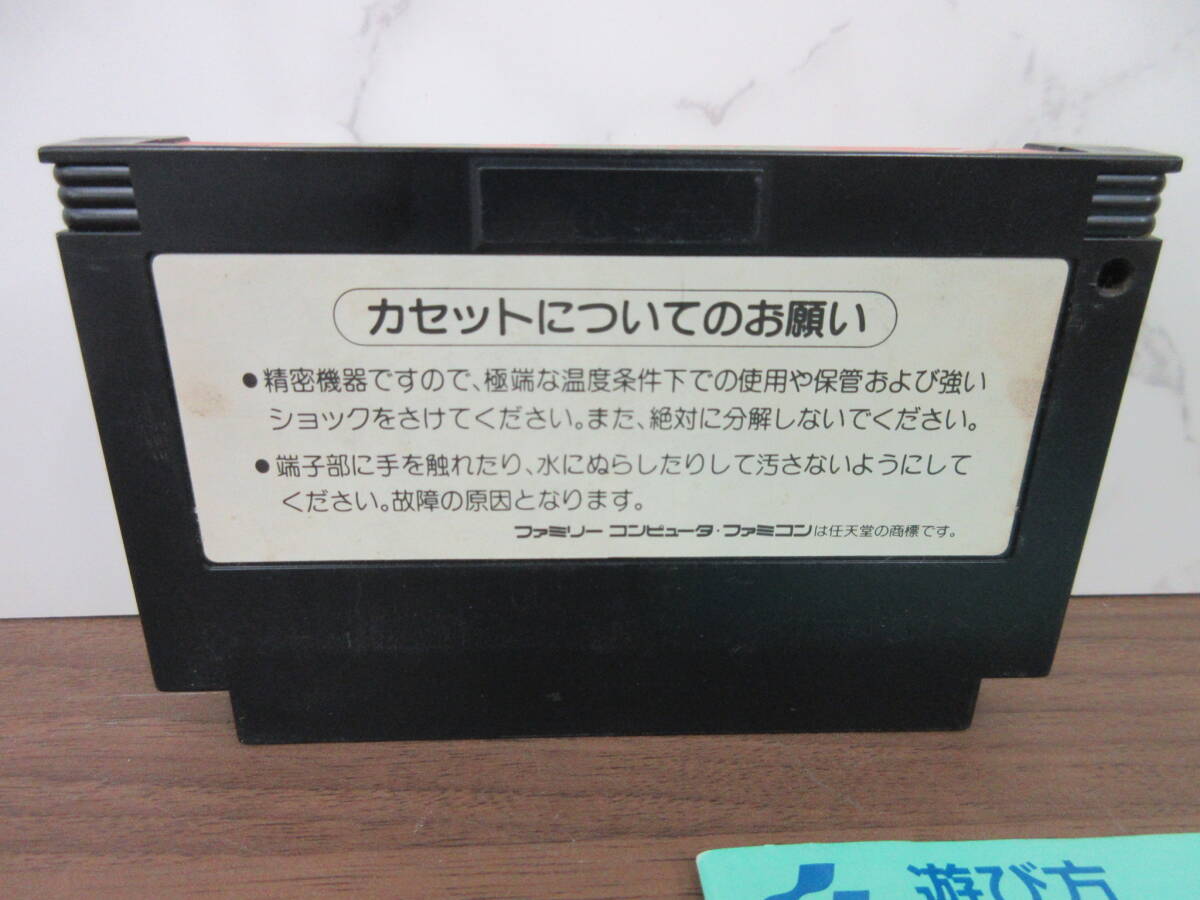 カセットについてのお願い
●精密機器ですので、極端な温度条件下での使用や保管および強い
ショックをさけてください。また、絶対に分解しないでください。
●端子部に手を触れたり、水にぬらしたりして汚さないようにして
ください。故障の原因となります。
ファミリー コンピュータ・ファミコンは任天堂の商標です。
遊び方